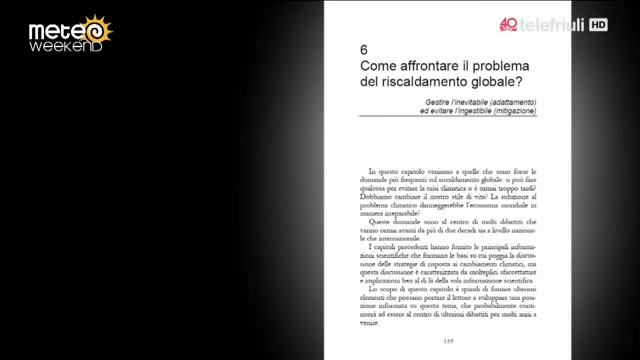 meteo
WEEKEND
40 telefriuli HD
6
Come affrontare il problema
del riscaldamento globale?
Gestire l'inevitabile (adattamento)
ed evitare l'ingestibile (mitigazione)
In questo capitolo veniamo a quelle che sono forse le
domande più frequenti sul riscaldamento globale: si può fare
qualcosa per evitare la crisi climatica o è ormai troppo tardi?
Dobbiamo cambiare il nostro stile di vita? La soluzione al
problema climatico danneggerebbe l'economia mondiale in
maniera irreparabile?
Queste domande sono al centro di molti dibattiti che
vanno ormai avanti da più di due decadi sia a livello naziona-
le che internazionale.
I capitoli precedenti hanno fornito le principali informa-
zioni scientifiche che formano le basi su cui poggia la discus-
sione delle strategie di risposta ai cambiamenti climatici, ma
questa discussione è caratterizzata da molteplici sfaccettature
e implicazioni ben al di là della sola informazione scientifica.
Lo scopo di questo capitolo è quindi di fornire ulteriori
elementi che possano portare il lettore a sviluppare una posi-
zione informata su questo tema, che probabilmente conti-
nuerà ad essere al centro di ulteriori dibattiti per molti anni a
venire.
119